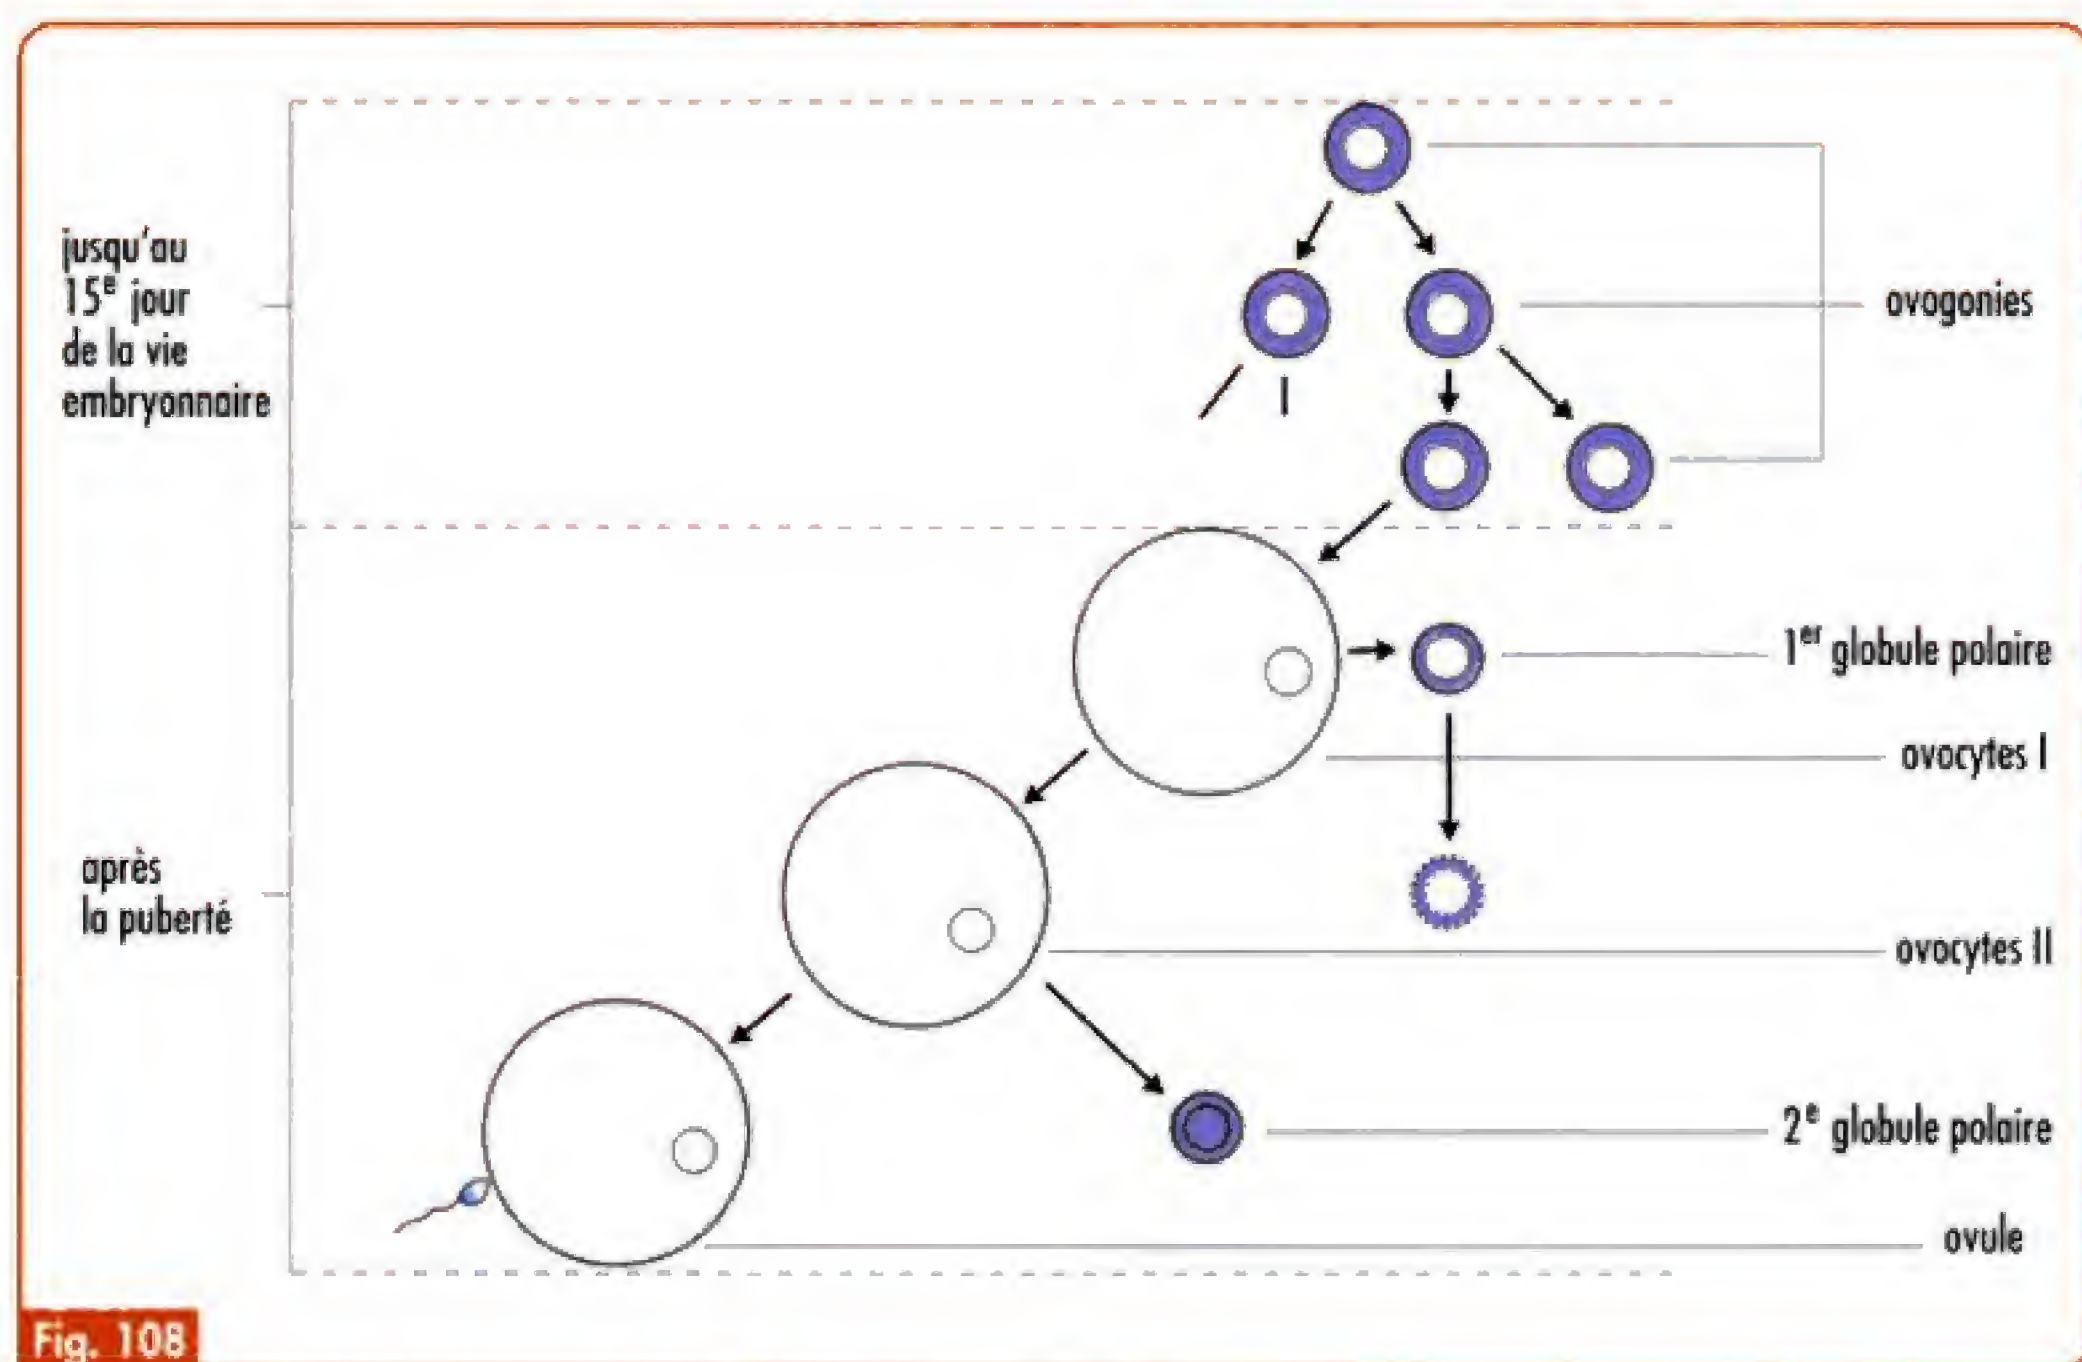 jusqu'au
15e jour
de la vie
embryonnaire
ovogonies
1er globule polaire
ovocytes I
après
la puberté
ovocytes II
2e globule polaire
ovule
Fig. 108